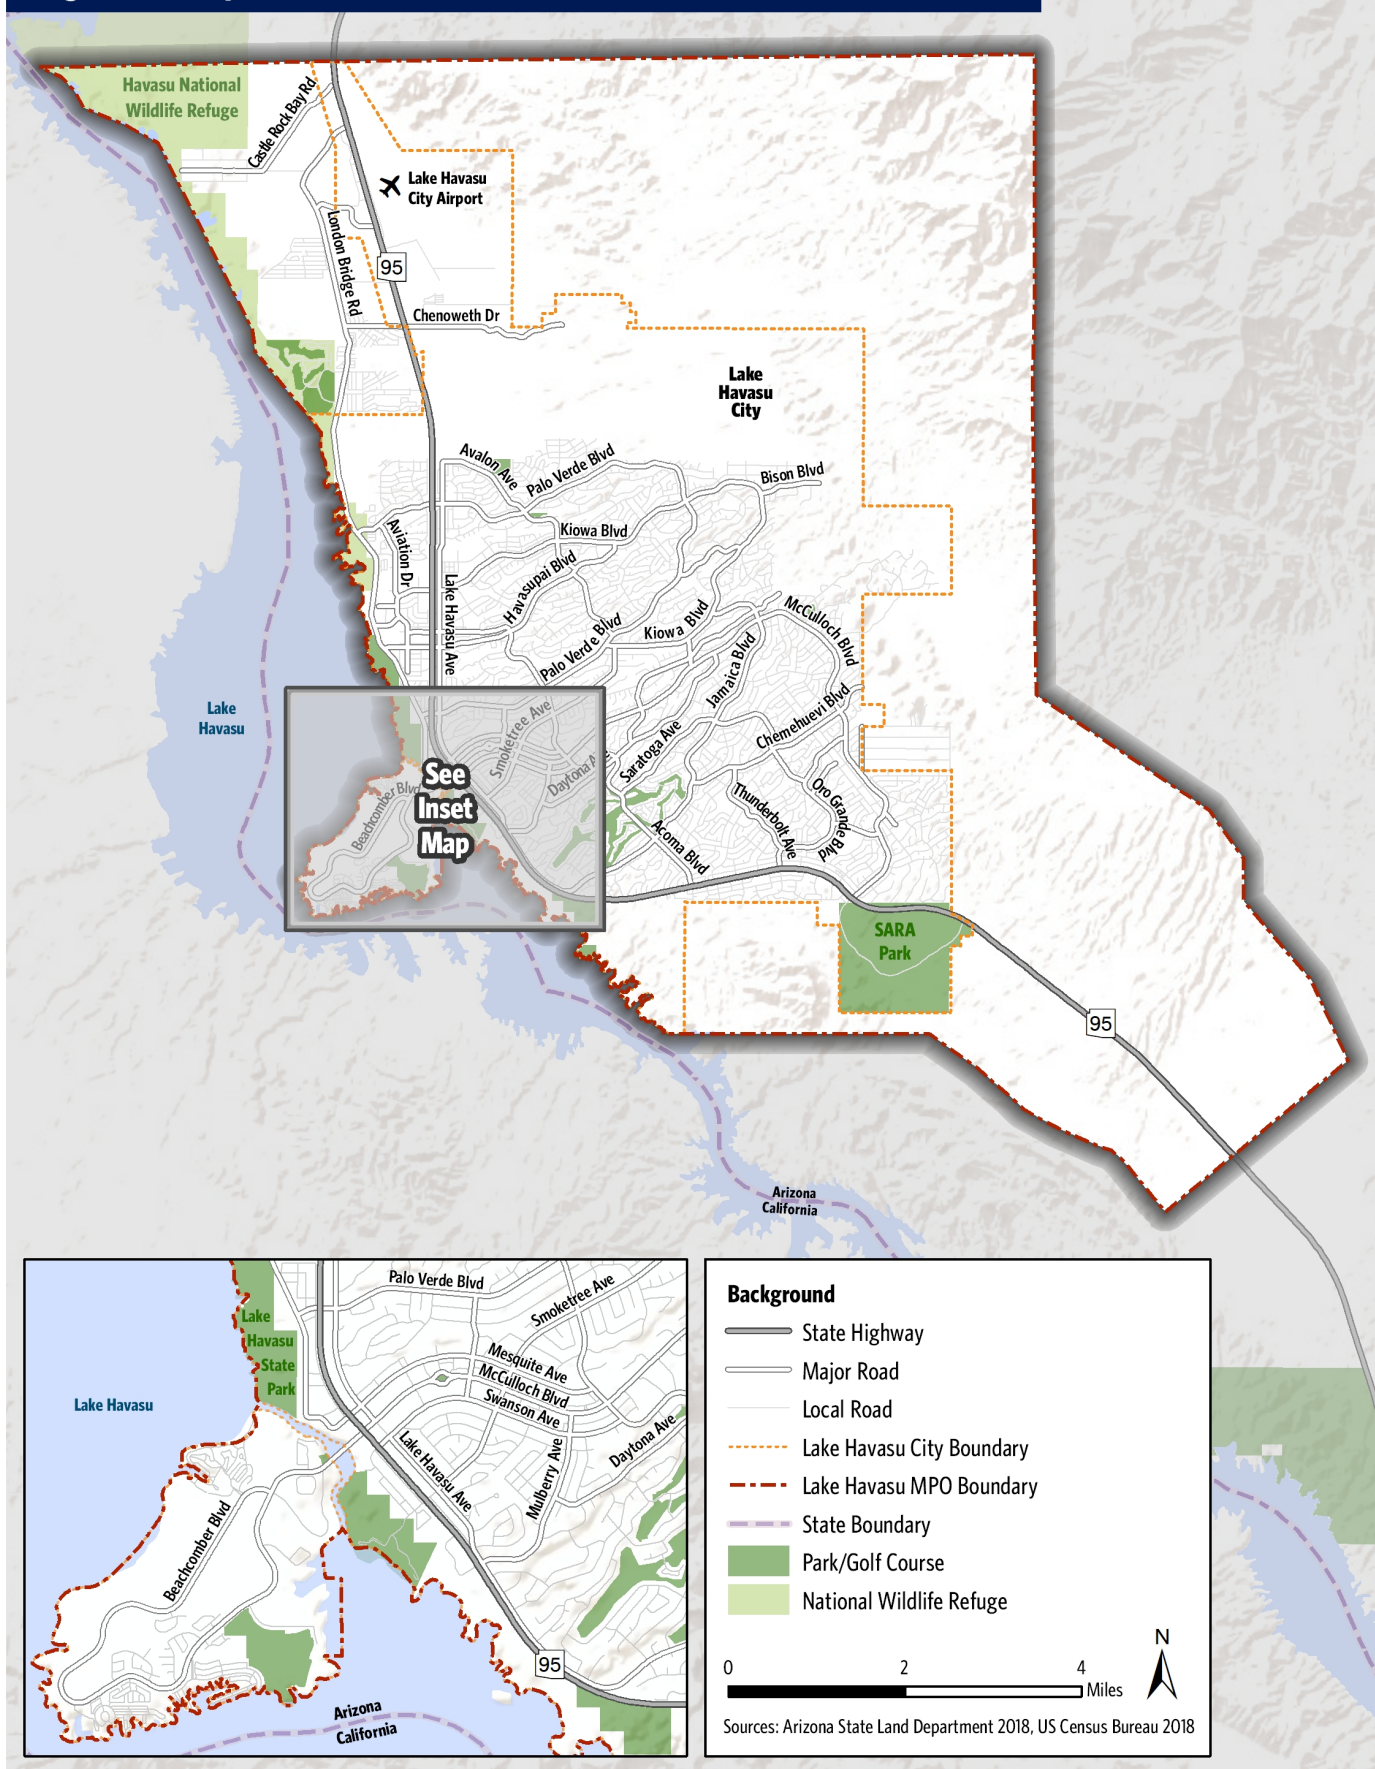 Havasu National
Wildlife Refuge
Castle Rock Bay Rd
Lake Havasu
City Airport
London Bridge Rd
95
Chenoweth Dr
Lake
Havasu
City
Avalon Ave
Palo Verde Blvd
Bison Blvd
Aviation Dr
Kiowa Blvd
Havasupai Blvd
Lake Havasu Ave
McCulloch Blvd
Kiowa Blvd
Palo Verde Blvd
Jamaica Blvd
Chemehuevi Blvd
Lake
Havasu
Smoketree Ave
Saratoga Ave
Daytona A
See
Inset
Map
Beachcomber Blvd
Thunderbolt Ave
Oro Grande Blvd
Acoma Blvd
SARA
Park
95
Arizona
California
Palo Verde Blvd
Smoketree Ave
Lake
Havasu
State
Park
Mesquite Ave
McCulloch Blvd
Swanson Ave
Lake Havasu
Daytona Ave
Lake Havasu Ave
Mulberry Ave
Beachcomber Blvd
95
Arizona
California
Background
State Highway
Major Road
Local Road
Lake Havasu City Boundary
Lake Havasu MPO Boundary
State Boundary
Park/Golf Course
National Wildlife Refuge
N
0 2 4
Miles
Sources: Arizona State Land Department 2018, US Census Bureau 2018